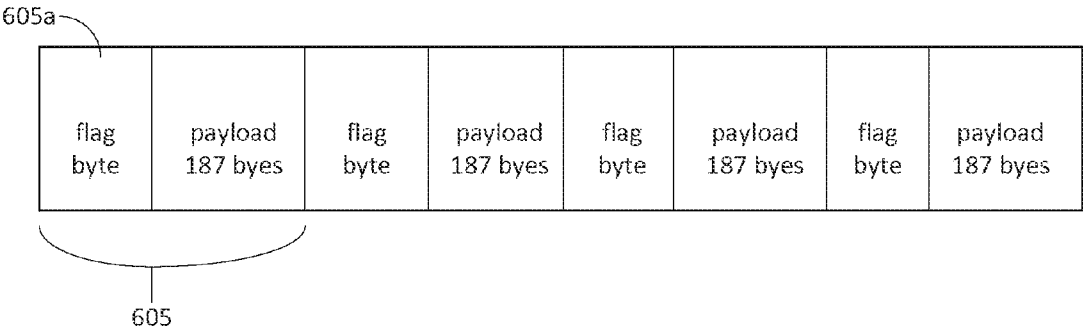 605a
flag
byte
payload
187 byes
flag
byte
payload
187 byes
flag
byte
payload
187 byes
flag
byte
payload
187 byes
605